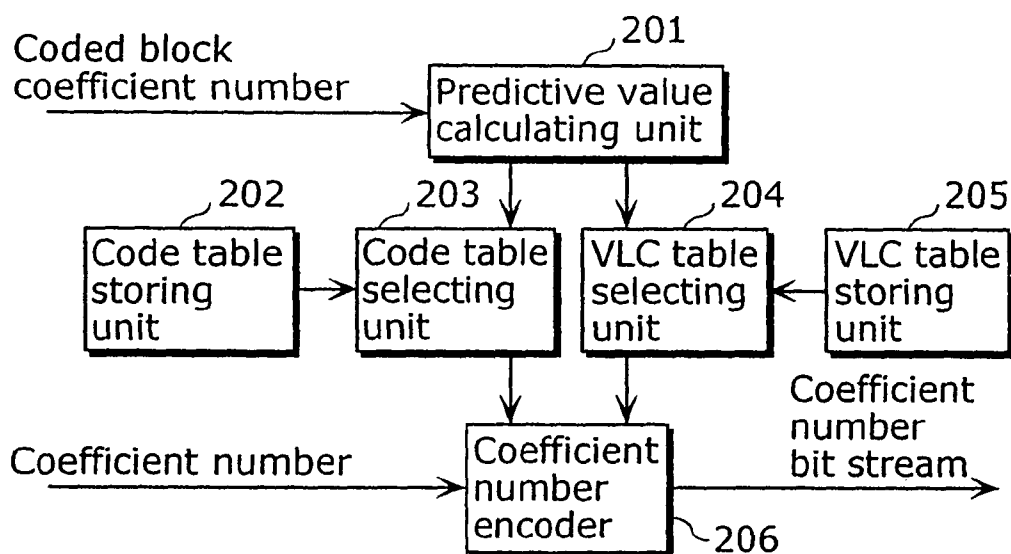 201
Coded block
coefficient number
Predictive value
calculating unit
202
203
204
205
Code table
storing
unit
Code table
selecting
unit
VLC table
selecting
unit
VLC table
storing
unit
Coefficient
number
bit stream
Coefficient number
Coefficient
number
encoder
206